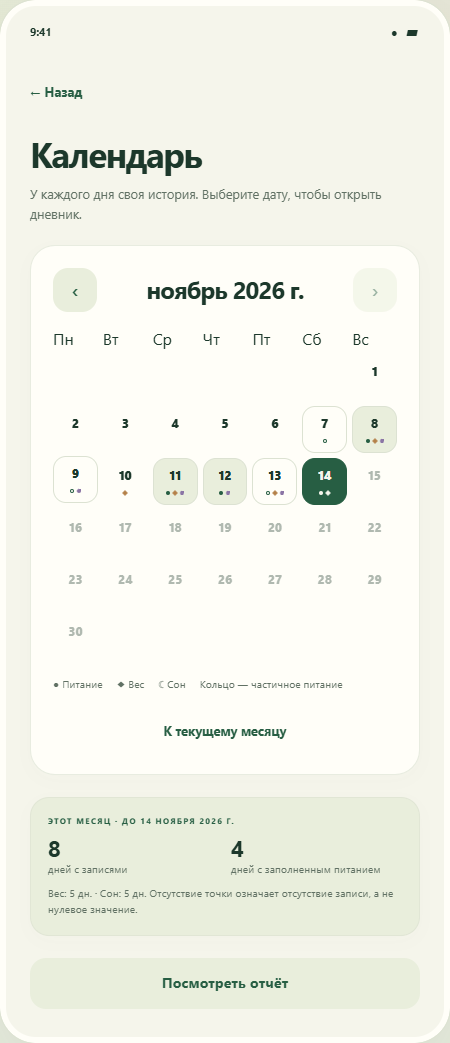 9:41
← Назад
Календарь
У каждого дня своя история. Выберите дату, чтобы открыть
дневник.
‹ ноябрь 2026 г. ›
Пн Вт Ср Чт Пт Сб Вс
1
2 3 4 5 6 7 8
9 10 11 12 13 14 15
16 17 18 19 20 21 22
23 24 25 26 27 28 29
30
● Питание ◆ Вес ☾ Сон Кольцо — частичное питание
К текущему месяцу
ЭТОТ МЕСЯЦ · ДО 14 НОЯБРЯ 2026 Г.
8 4
дней с записями дней с заполненным питанием
Вес: 5 дн. · Сон: 5 дн. Отсутствие точки означает отсутствие записи, а не
нулевое значение.
Посмотреть отчёт